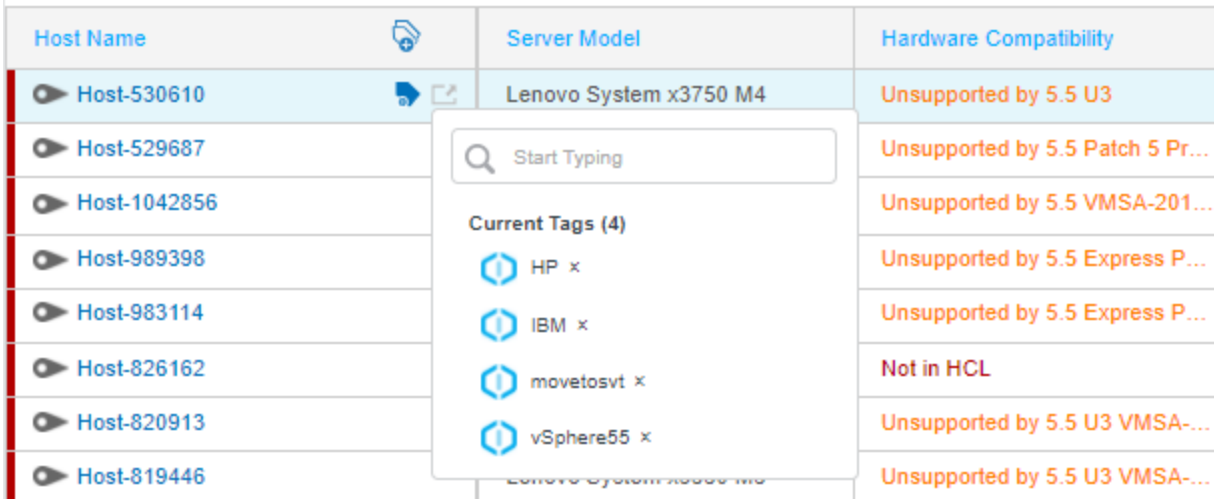 Host Name Server Model Hardware Compatibility
Host-530610 Lenovo System x3750 M4 Unsupported by 5.5 U3
Host-529687 Unsupported by 5.5 Patch 5 Pr...
Start Typing
Host-1042856 Unsupported by 5.5 VMSA-201...
Current Tags (4)
Host-989398 Unsupported by 5.5 Express P...
HP ×
Host-983114 Unsupported by 5.5 Express P...
IBM ×
Host-826162 Not in HCL
movetosvt ×
Host-820913 Unsupported by 5.5 U3 VMSA-...
vSphere55 ×
Host-819446 Unsupported by 5.5 U3 VMSA-...